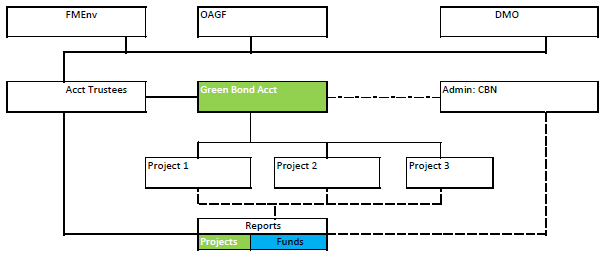 FMEnv
OAGF
DMO
Acct Trustees
Green Bond Acct
Admin: CBN
Project 1
Project 2
Project 3
Reports
Projects
Funds